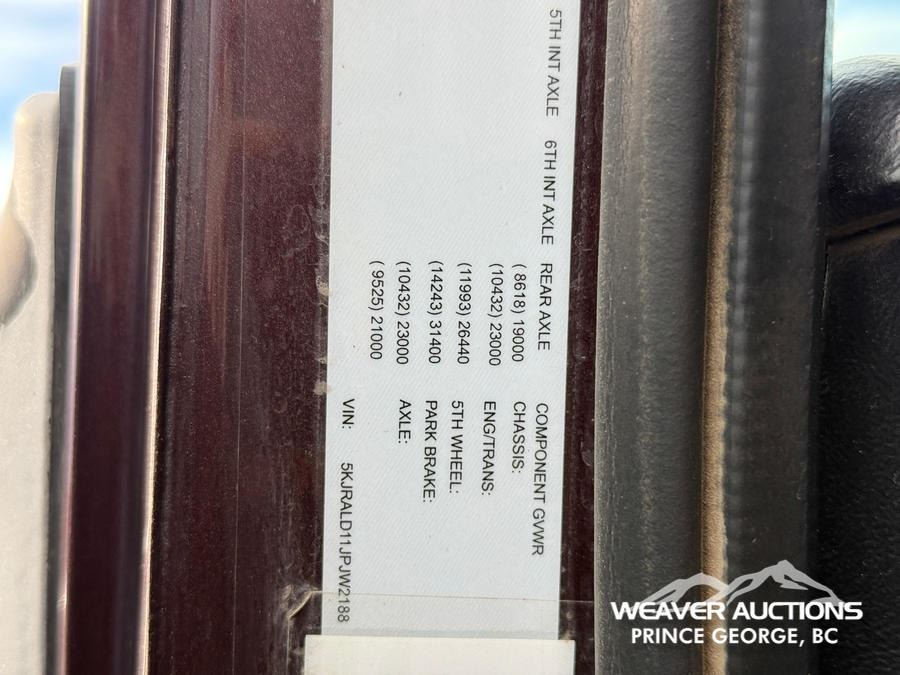 5TH INT AXLE 6TH INT AXLE REAR AXLE COMPONENT GVWR
( 8618) 19000 CHASSIS:
(10432) 23000 ENG/TRANS:
(11993) 26440 5TH WHEEL:
(14243) 31400 PARK BRAKE:
(10432) 23000 AXLE:
( 9525) 21000
VIN: 5KJRALD11JPJW2188
WEAVER AUCTIONS
PRINCE GEORGE, BC